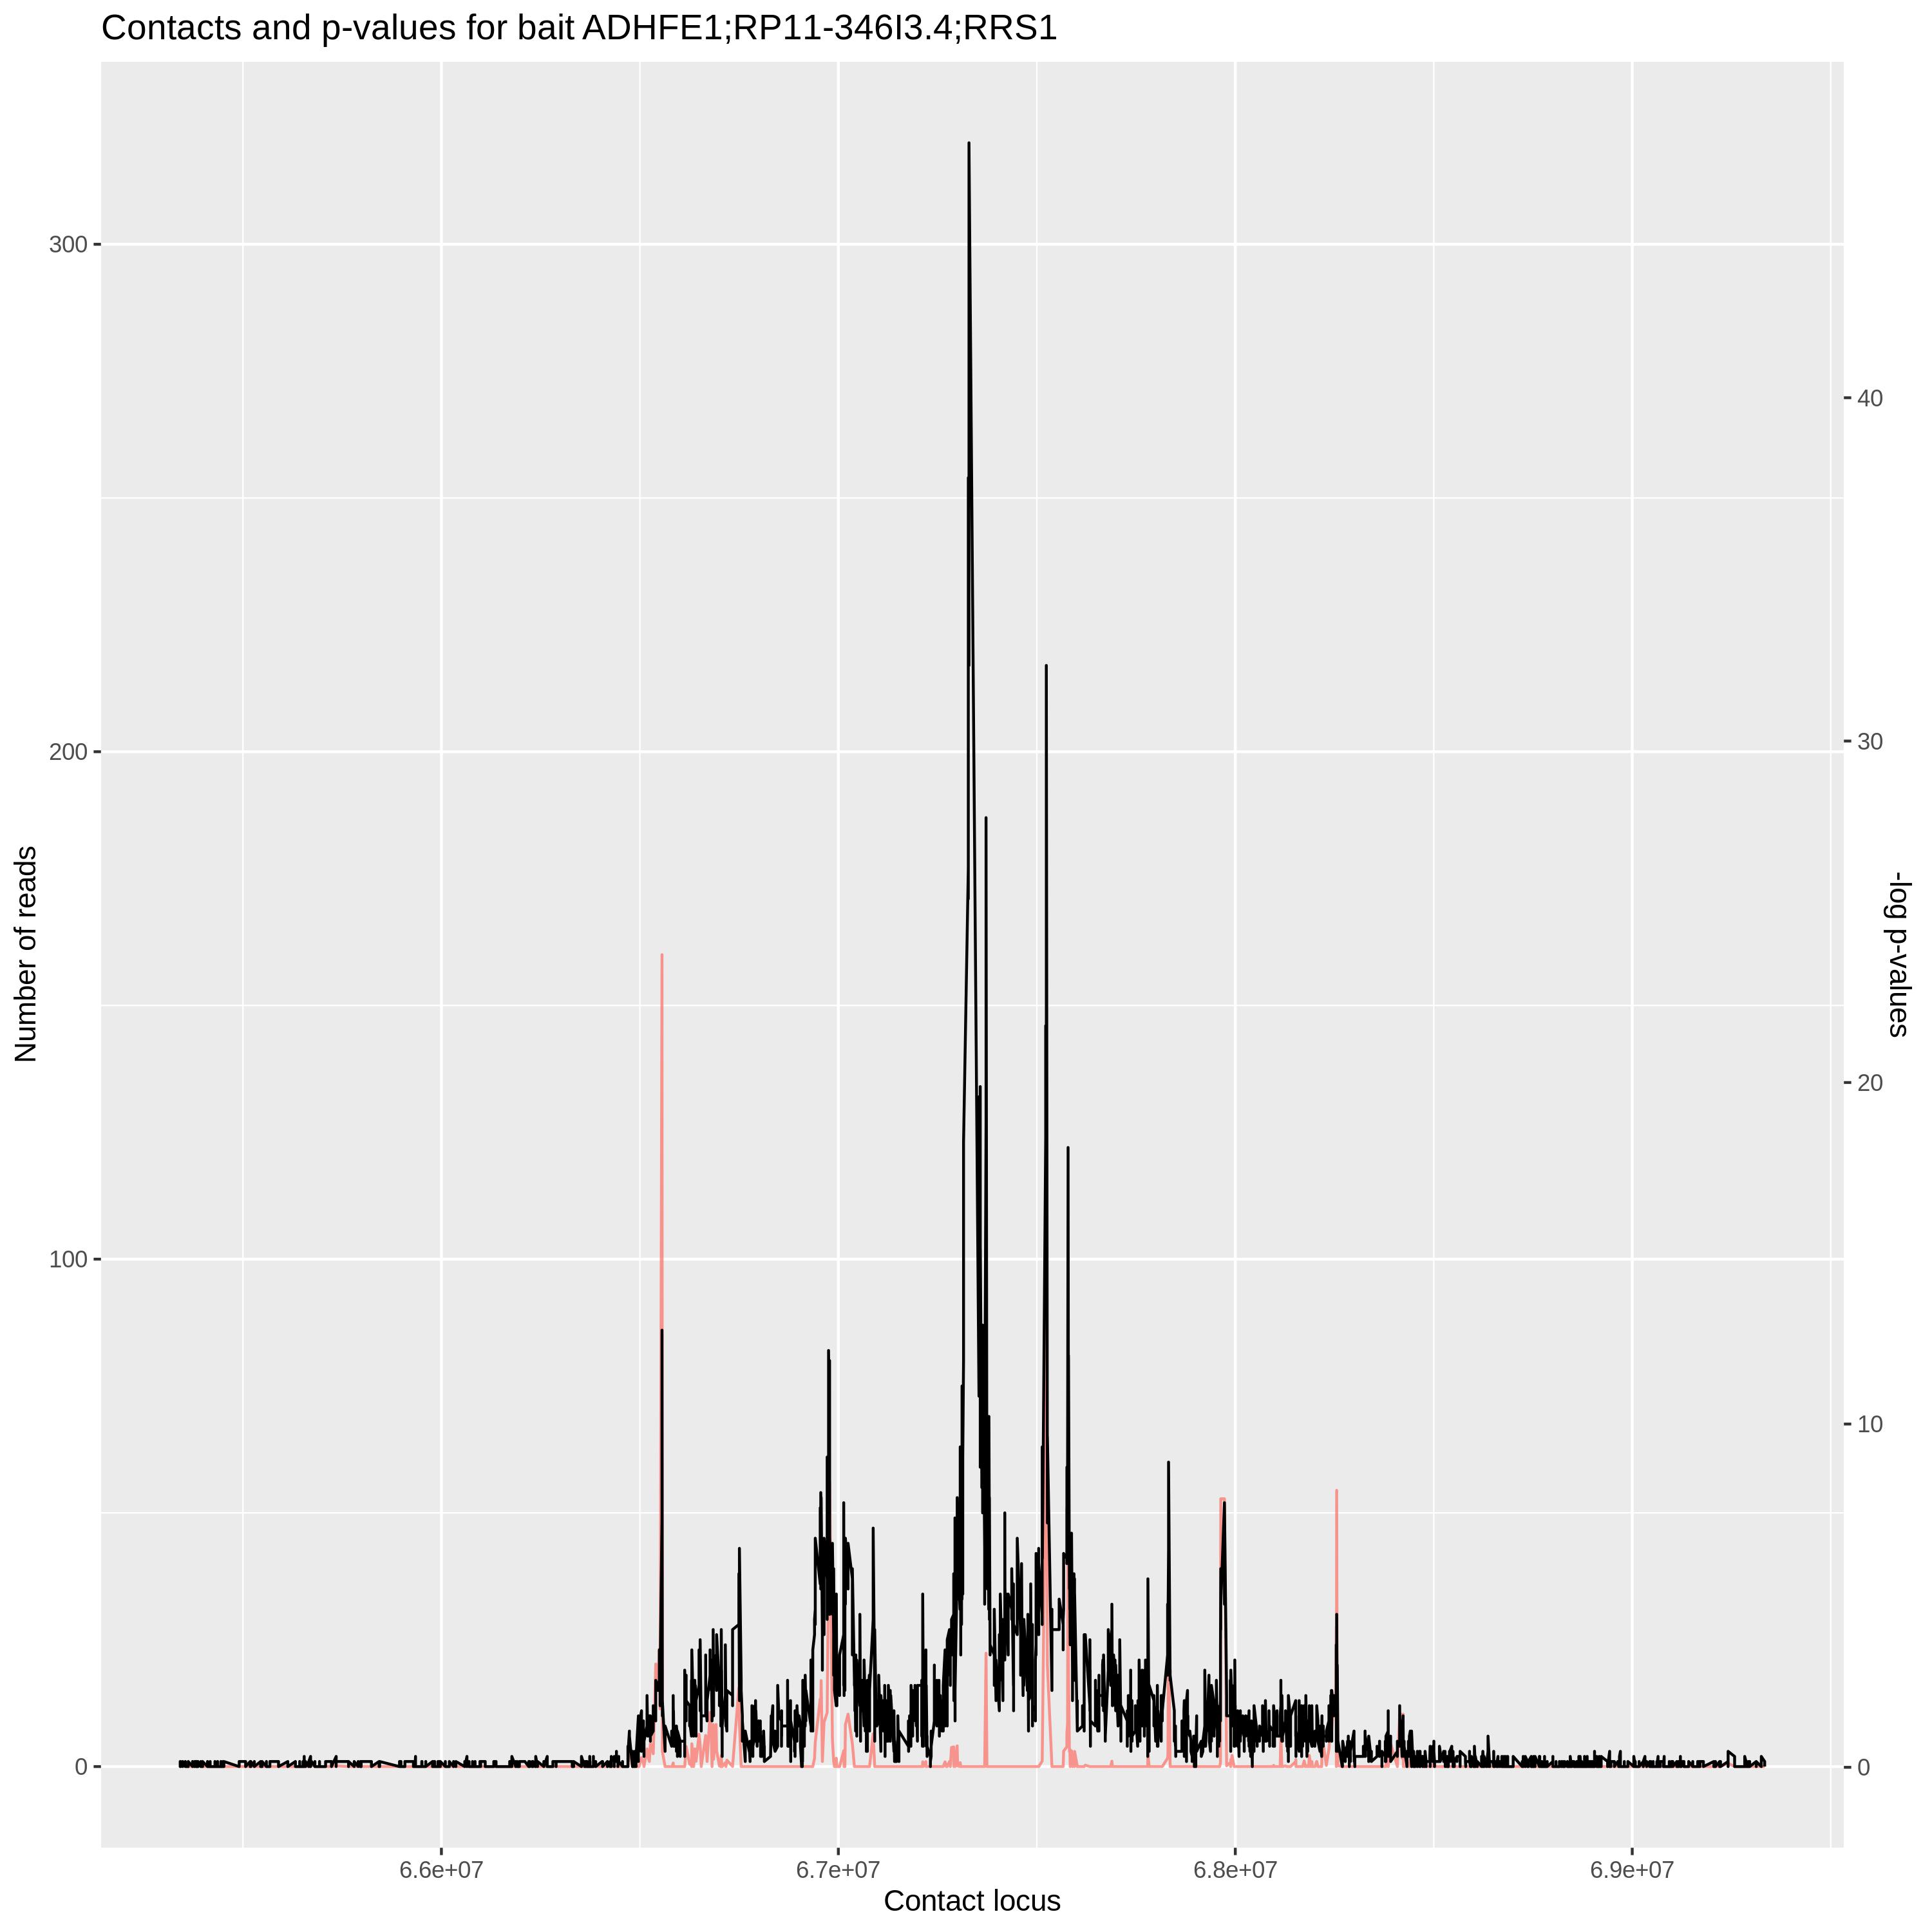 Contacts and p-values for bait ADHFE1;RP11-346I3.4;RRS1
300
200
100
0
Number of reads
40
30
20
10
0
-log p-values
6.6e+07
6.7e+07
6.8e+07
6.9e+07
Contact locus